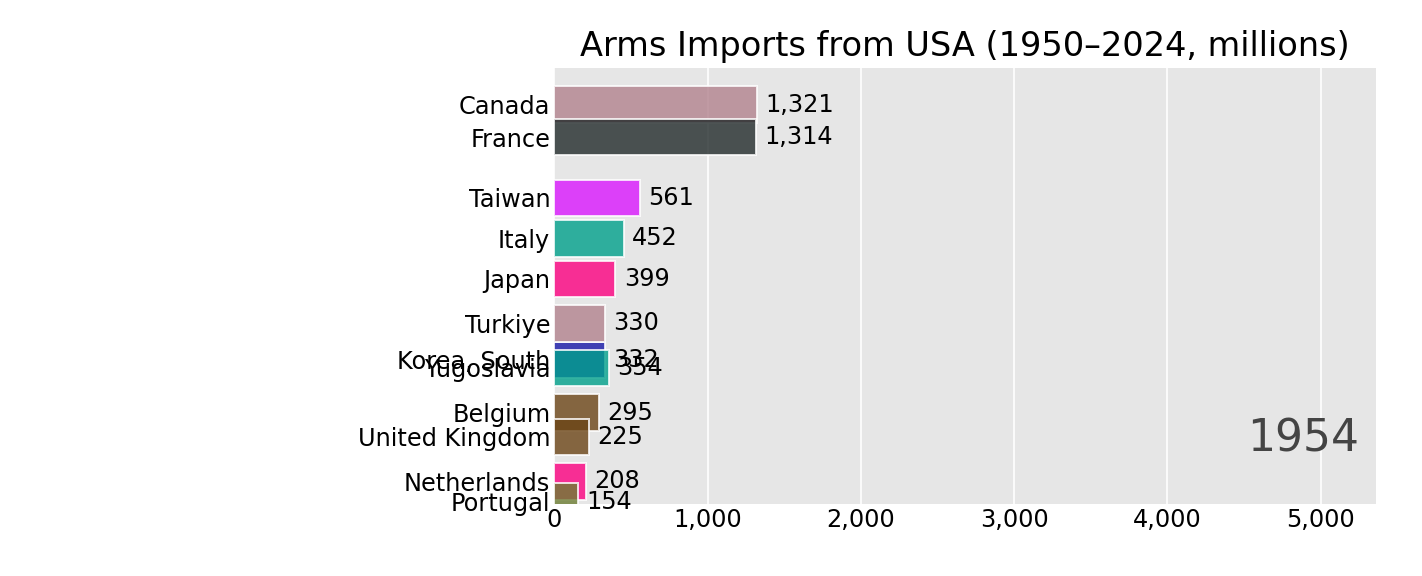 Arms Imports from USA (1950–2024, millions)
Canada 1,321
France 1,314
Taiwan 561
Italy 452
Japan 399
Turkiye 330
Korea, South 332
Yugoslavia 354
Belgium 295
United Kingdom 225
1954
Netherlands 208
Portugal 154
0 1,000 2,000 3,000 4,000 5,000